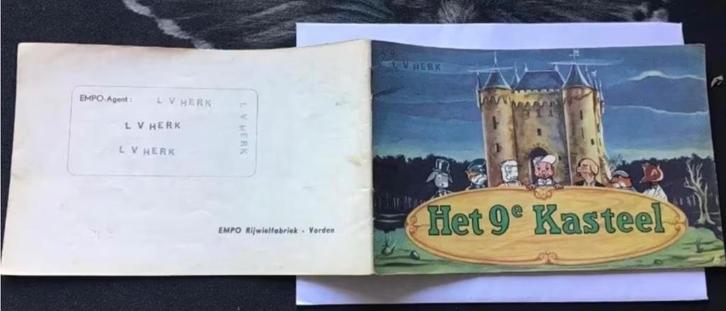 EMPO-Agent :
L V HERK
L V HERK
L V HERK
L V HERK
EMPO Rijwielfabriek - Vorden
L V HERK
Het 9e Kasteel